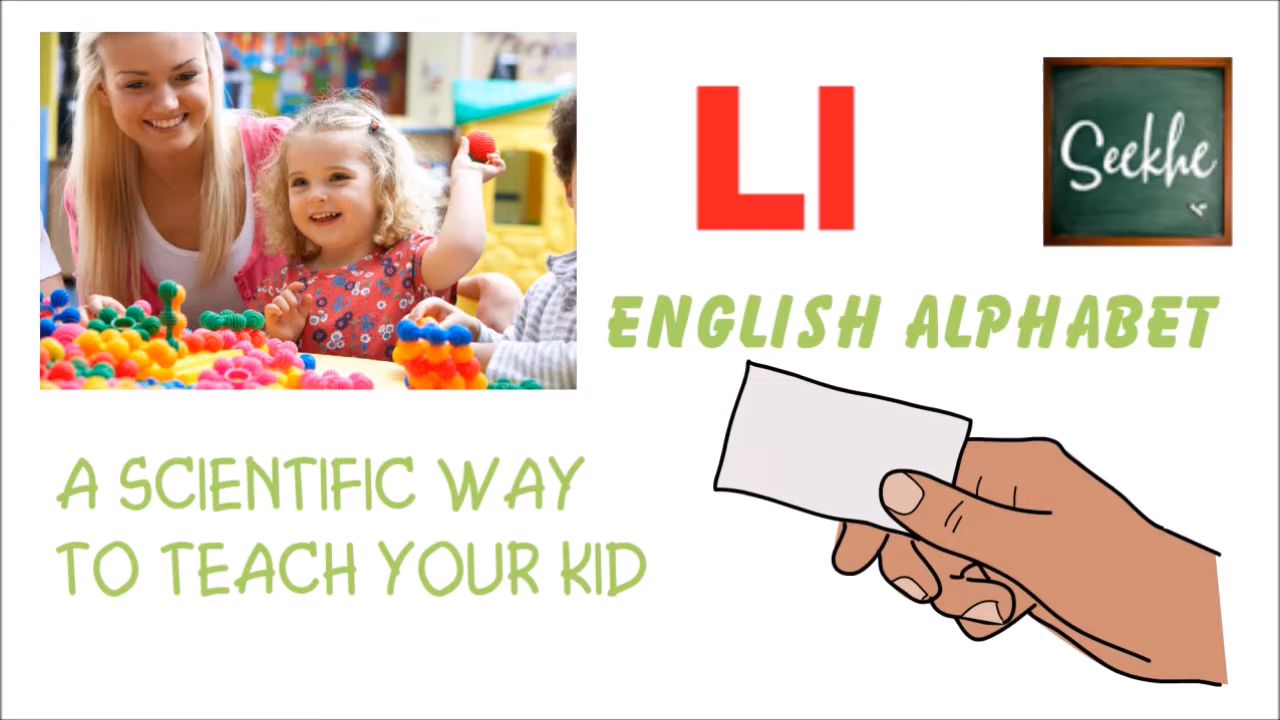 Ll
Seekhe
ENGLISH ALPHABET
A SCIENTIFIC WAY
TO TEACH YOUR KID